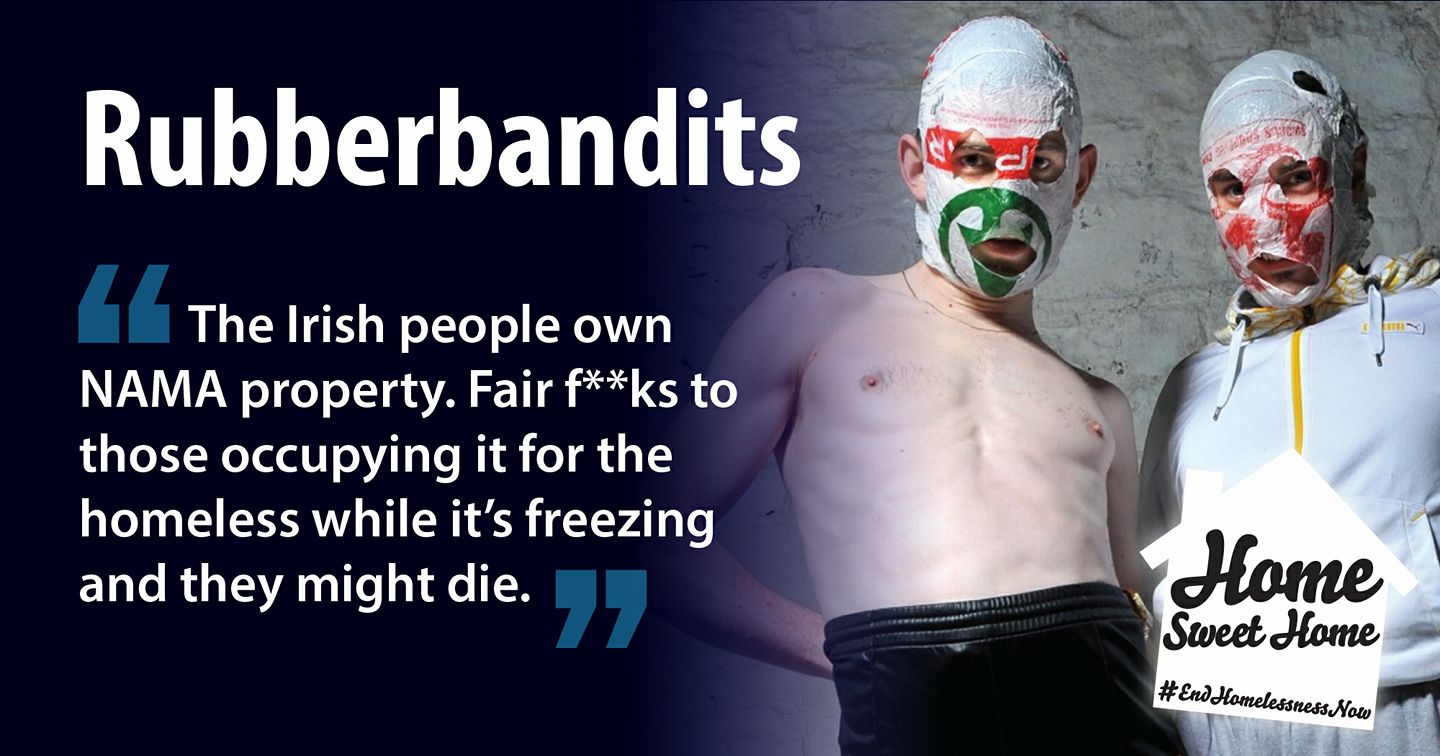 Rubberbandits
“ The Irish people own
NAMA property. Fair f**ks to
those occupying it for the
homeless while it’s freezing
and they might die. ”
Home
Sweet Home
#EndHomelessnessNow